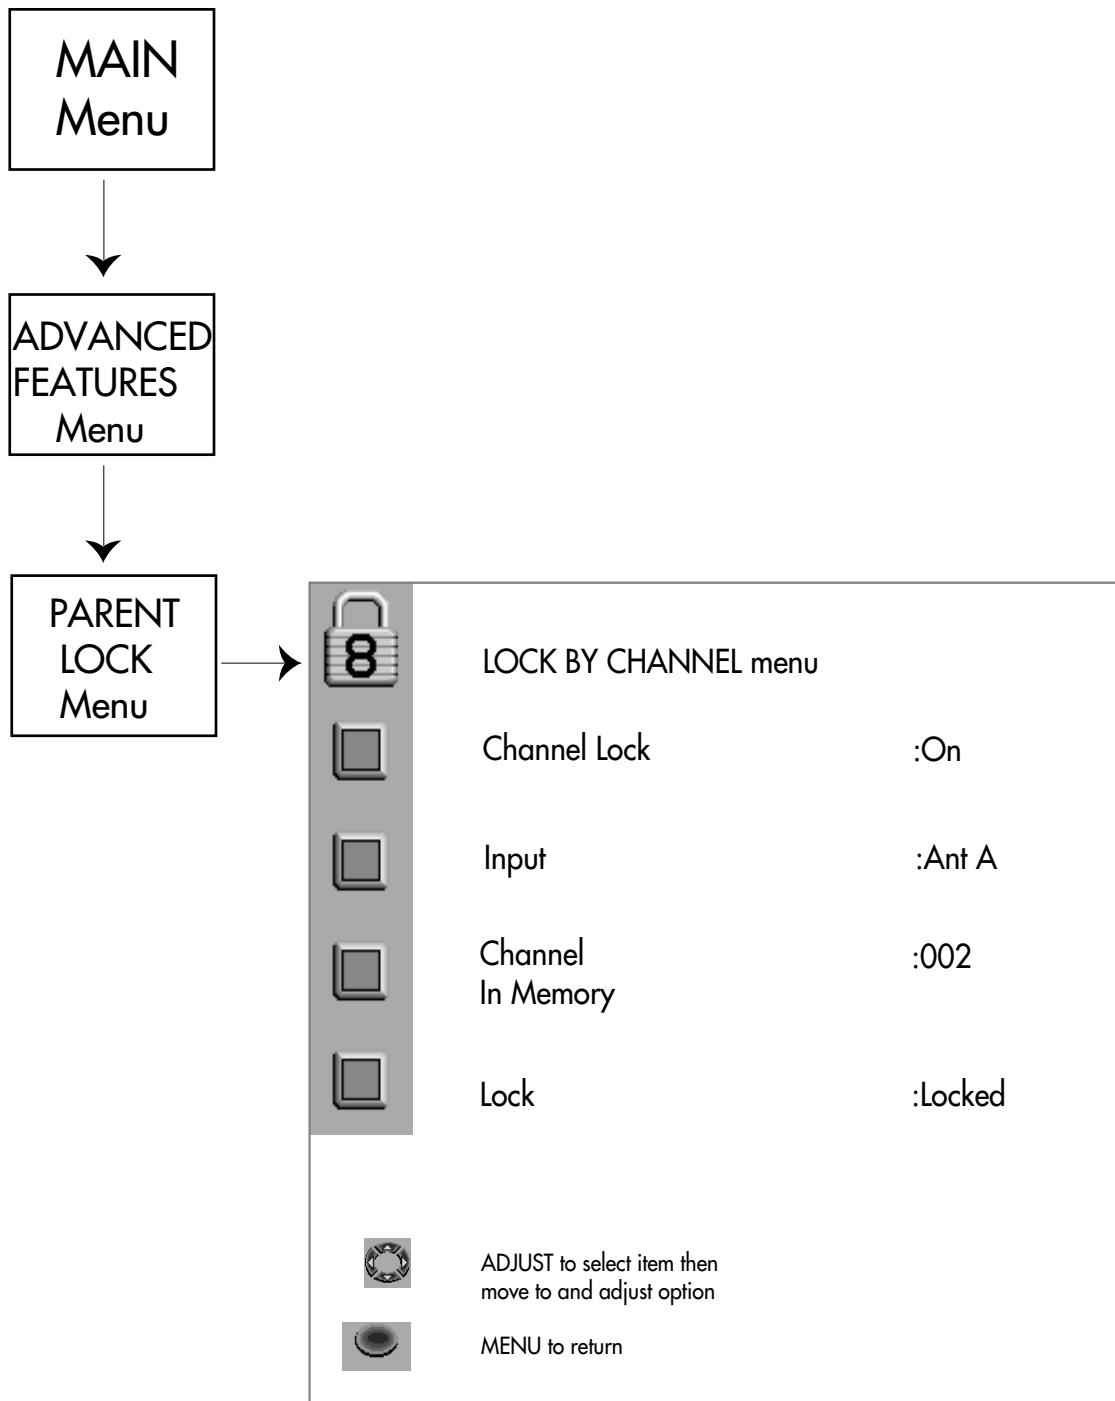 MAIN
Menu
ADVANCED
FEATURES
Menu
PARENT
LOCK
Menu
8
LOCK BY CHANNEL menu
Channel Lock :On
Input :Ant A
Channel :002
In Memory
Lock :Locked
ADJUST to select item then
move to and adjust option
MENU to return